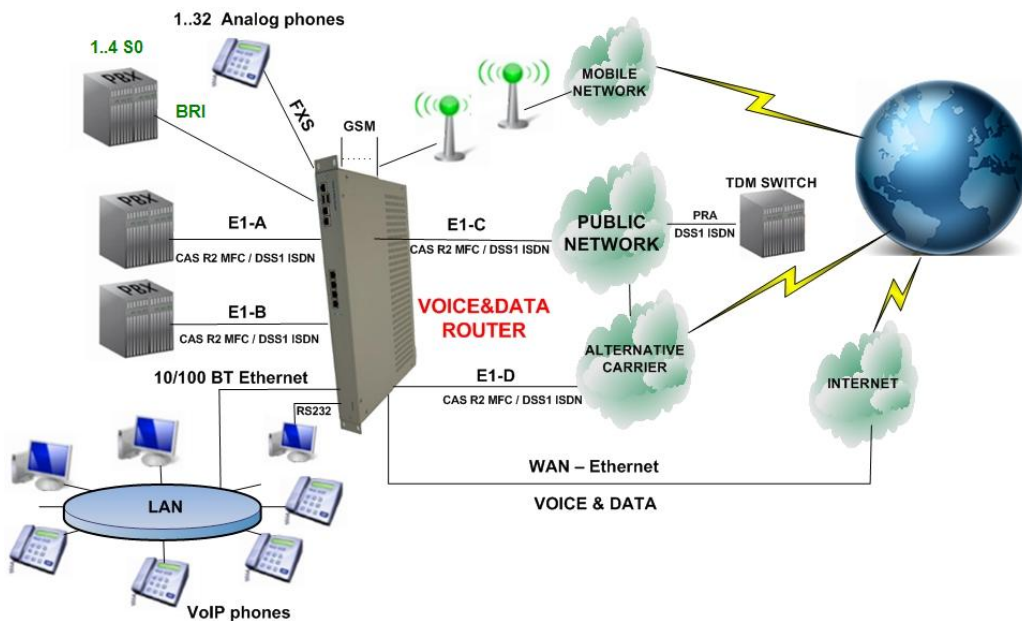 1..32 Analog phones
1..4 S0
PBX
BRI
FXS
GSM
MOBILE
NETWORK
TDM SWITCH
PBX
E1-A
CAS R2 MFC / DSS1 ISDN
E1-C
CAS R2 MFC / DSS1 ISDN
PUBLIC
NETWORK
PRA
DSS1 ISDN
PBX
E1-B
CAS R2 MFC / DSS1 ISDN
VOICE&DATA
ROUTER
ALTERNATIVE
CARRIER
INTERNET
10/100 BT Ethernet
E1-D
CAS R2 MFC / DSS1 ISDN
RS232
WAN – Ethernet
VOICE & DATA
LAN
VoIP phones